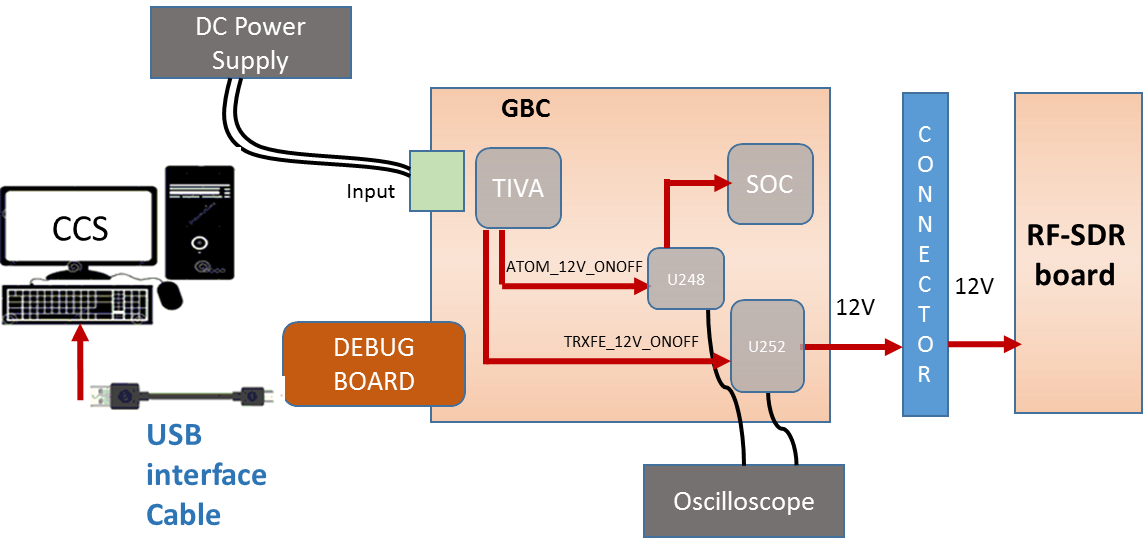 DC Power
Supply
GBC
Input
TIVA
SOC
CCS
ATOM_12V_ONOFF
U248
TRXFE_12V_ONOFF
U252
12V
CONNECTOR
12V
RF-SDR
board
DEBUG
BOARD
USB
interface
Cable
Oscilloscope